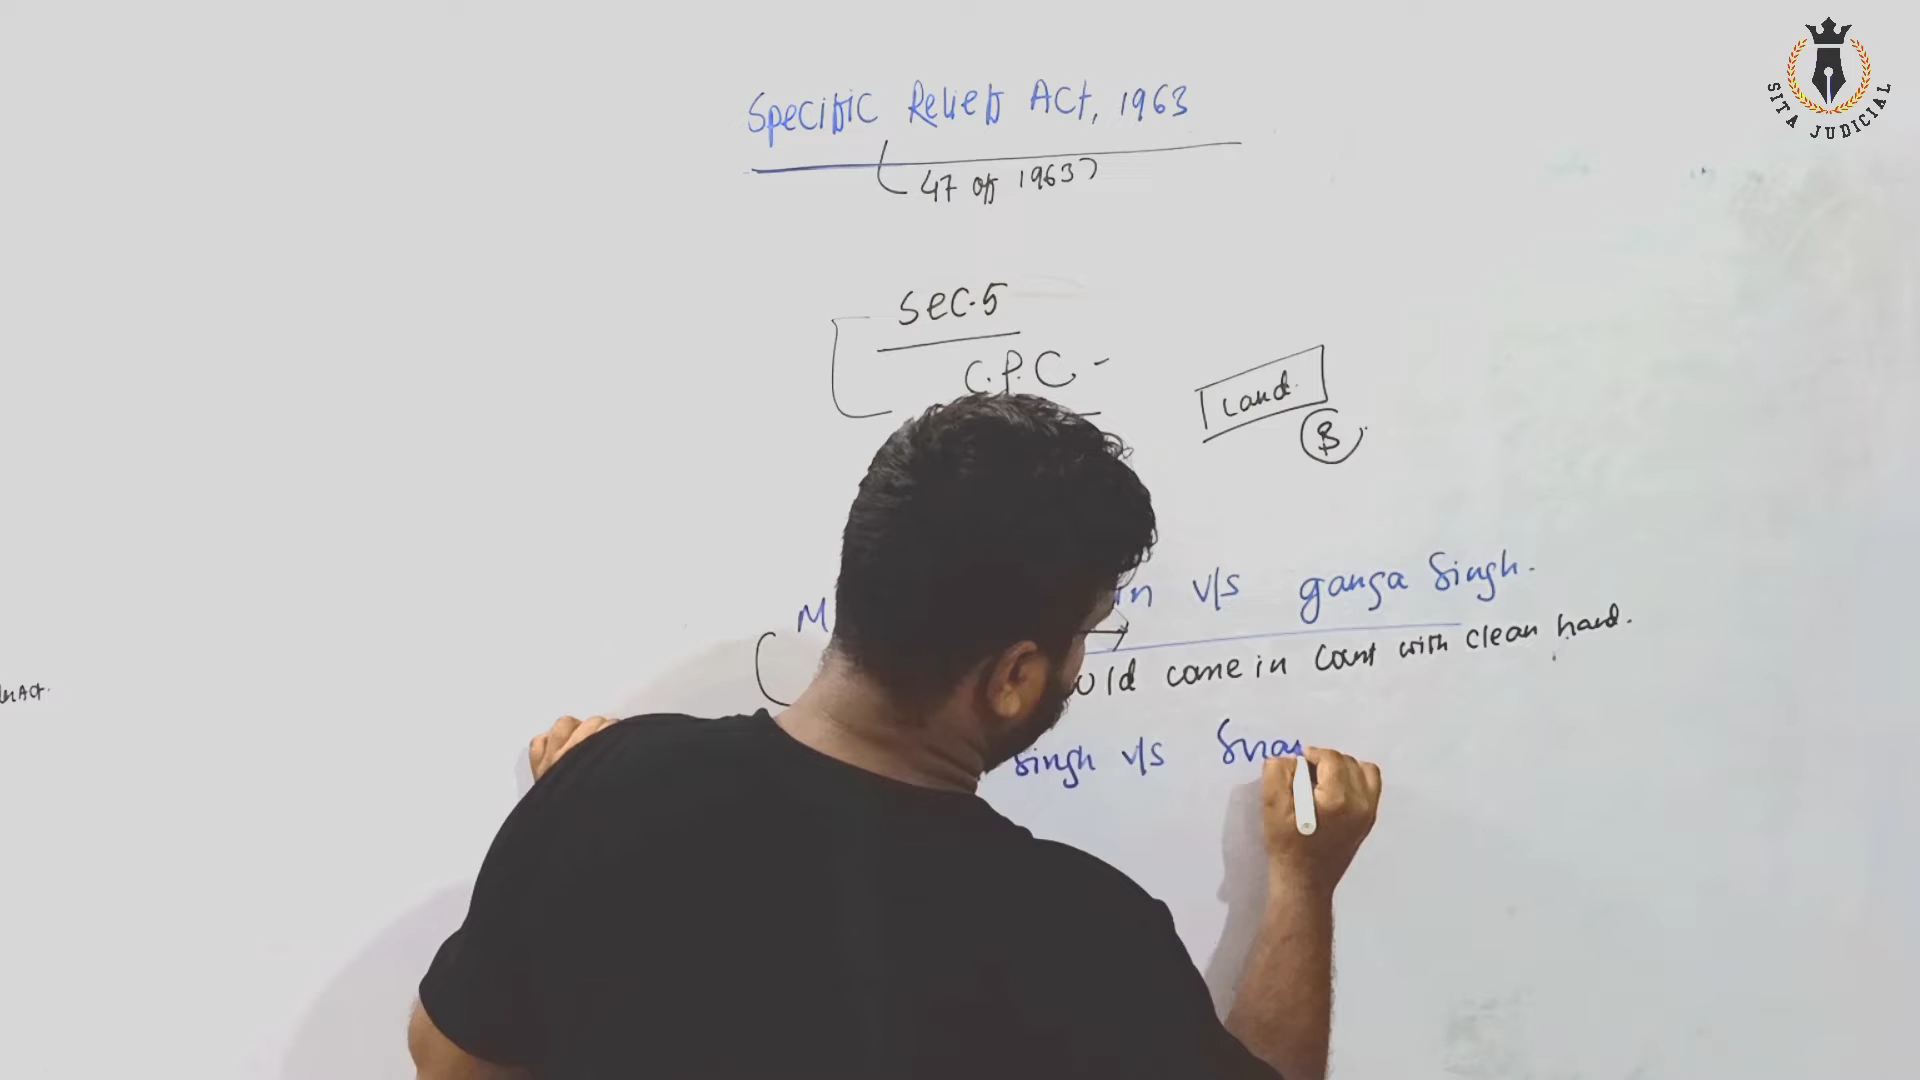 SITA JUDICIAL
Specific Relief Act, 1963
(47 of 1963)
Sec.5
C.P.C. -
Land.
B
v/s ganga Singh.
come in Court with clean hand.
Singh v/s
Act.